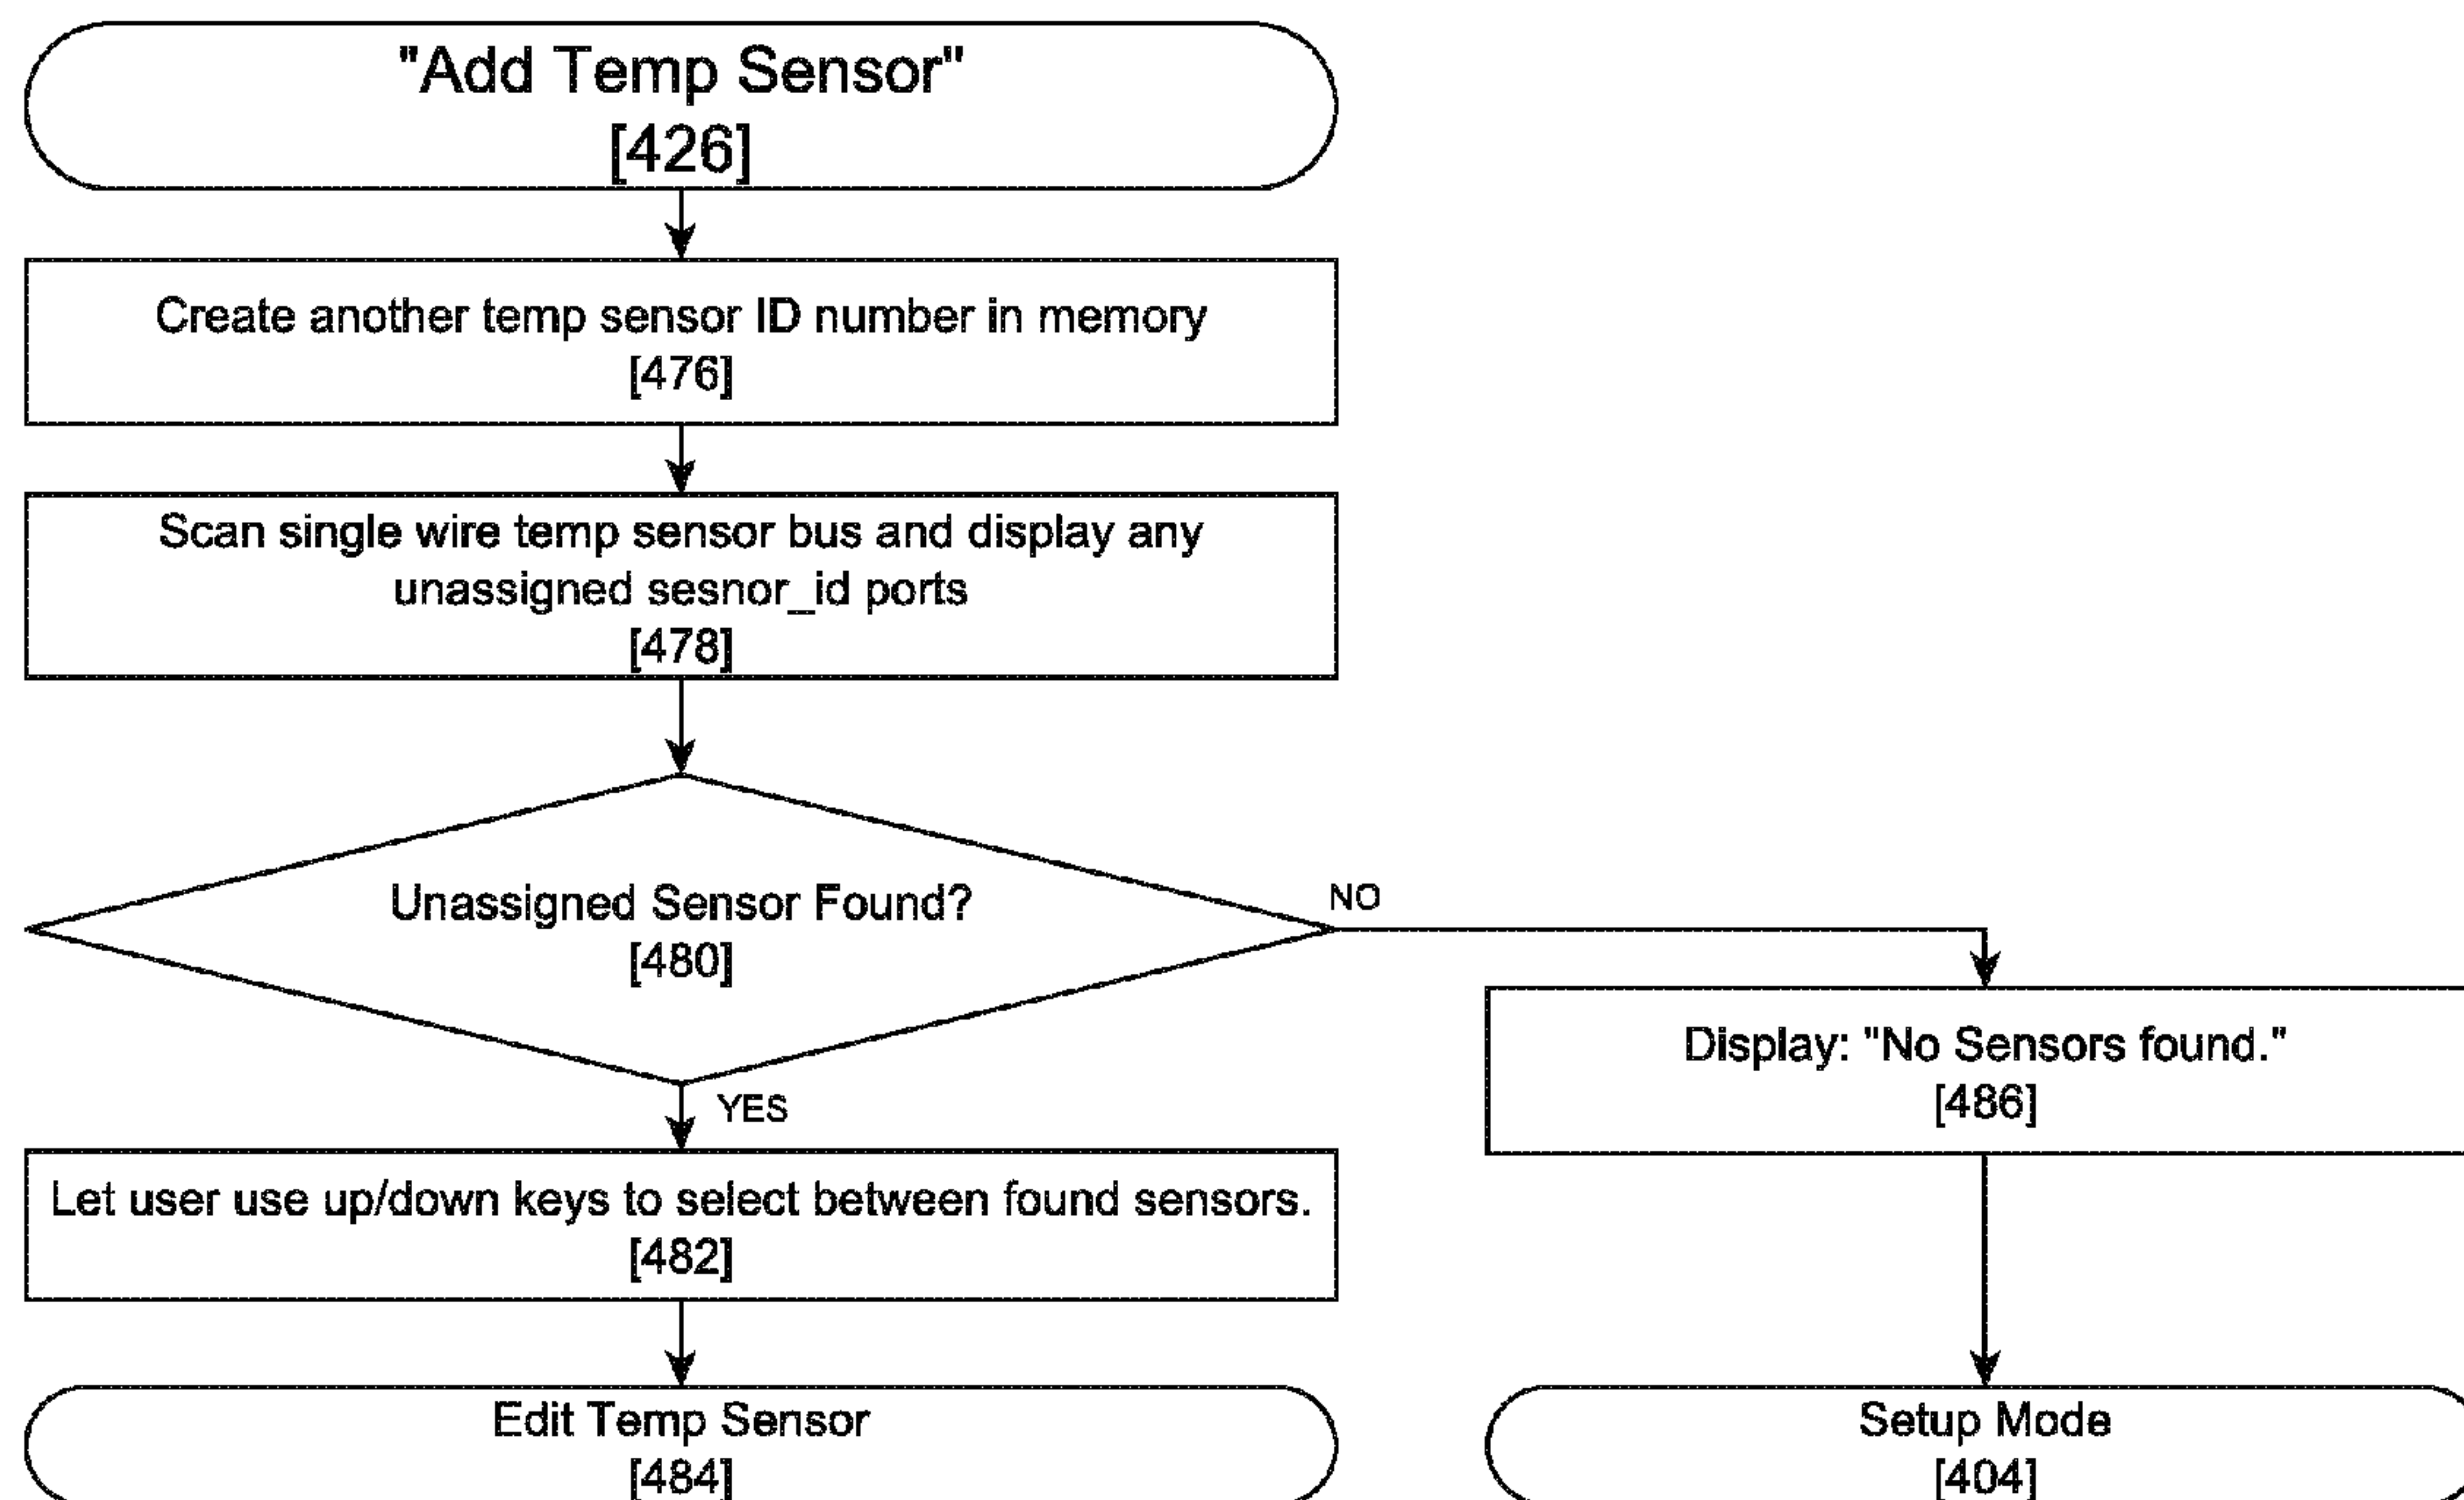 "Add Temp Sensor"
[426]
Create another temp sensor ID number in memory
[476]
Scan single wire temp sensor bus and display any
unassigned sesnor_id ports
[478]
Unassigned Sensor Found?
[480]
NO
YES
Display: "No Sensors found."
[486]
Let user use up/down keys to select between found sensors.
[482]
Edit Temp Sensor
[484]
Setup Mode
[404]